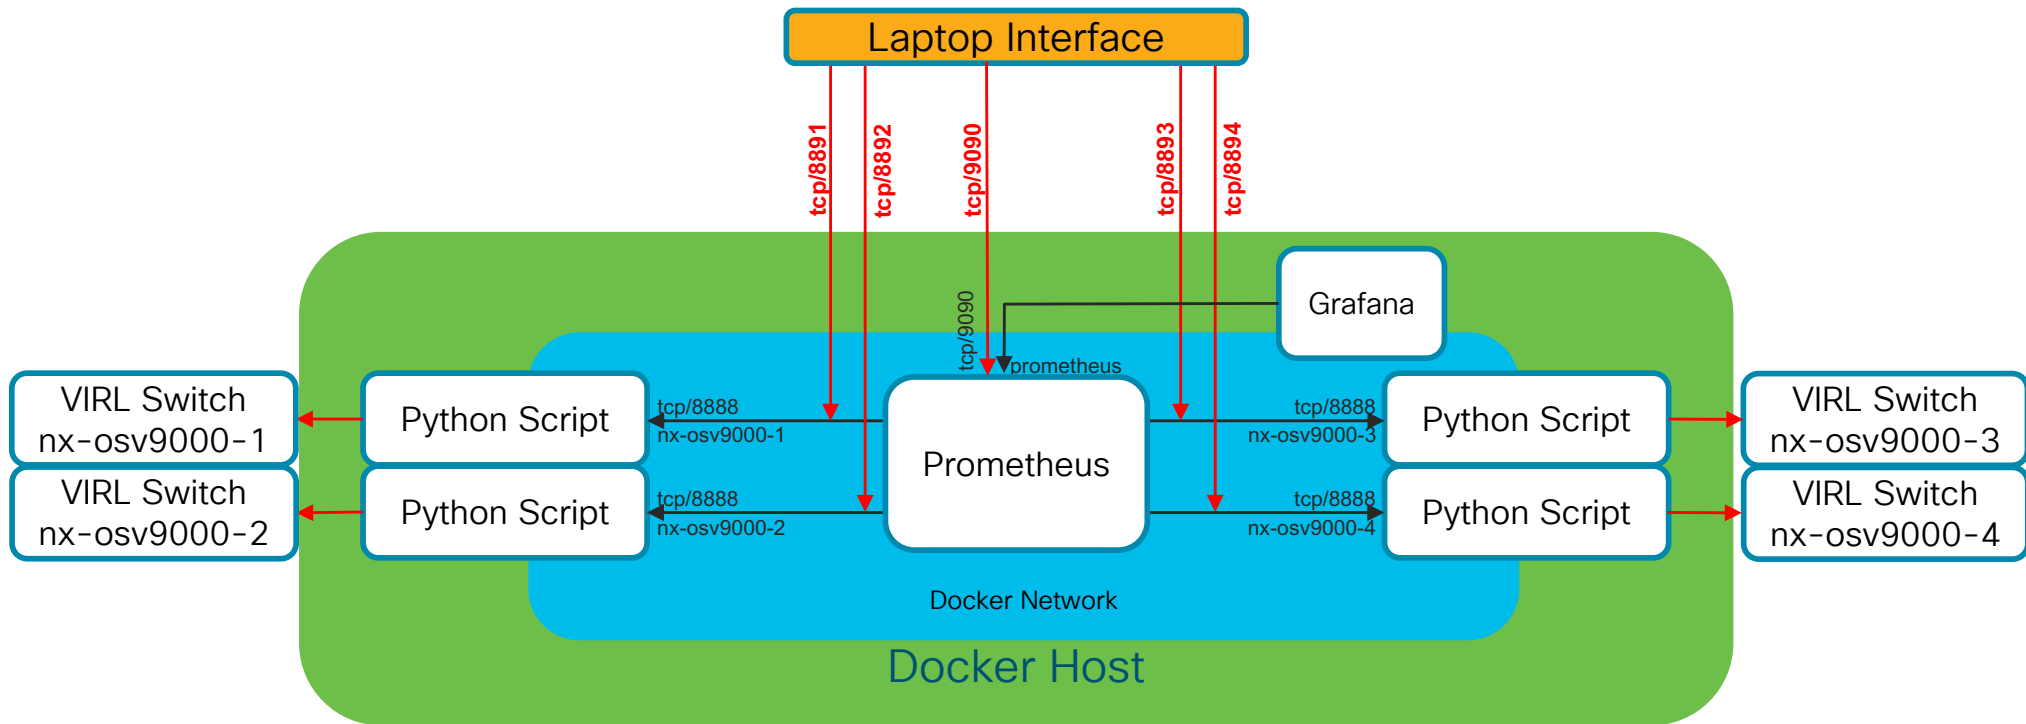 Laptop Interface
tcp/8891
tcp/8892
tcp/9090
tcp/8893
tcp/8894
Grafana
tcp/9090
prometheus
VIRL Switch
nx-osv9000-1
Python Script
tcp/8888
nx-osv9000-1
Prometheus
tcp/8888
nx-osv9000-3
Python Script
VIRL Switch
nx-osv9000-3
VIRL Switch
nx-osv9000-2
Python Script
tcp/8888
nx-osv9000-2
tcp/8888
nx-osv9000-4
Python Script
VIRL Switch
nx-osv9000-4
Docker Network
Docker Host